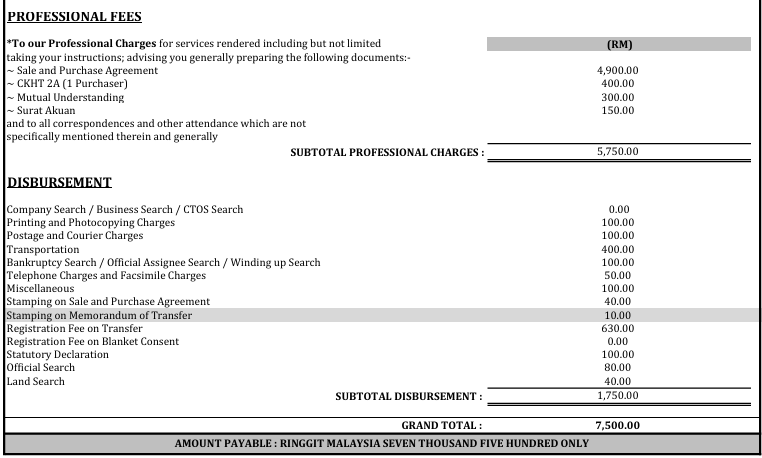 PROFESSIONAL FEES
*To our Professional Charges for services rendered including but not limited (RM)
taking your instructions; advising you generally preparing the following documents:-
~ Sale and Purchase Agreement 4,900.00
~ CKHT 2A (1 Purchaser) 400.00
~ Mutual Understanding 300.00
~ Surat Akuan 150.00
and to all correspondences and other attendance which are not
specifically mentioned therein and generally
SUBTOTAL PROFESSIONAL CHARGES : 5,750.00
DISBURSEMENT
Company Search / Business Search / CTOS Search 0.00
Printing and Photocopying Charges 100.00
Postage and Courier Charges 100.00
Transportation 400.00
Bankruptcy Search / Official Assignee Search / Winding up Search 100.00
Telephone Charges and Facsimile Charges 50.00
Miscellaneous 100.00
Stamping on Sale and Purchase Agreement 40.00
Stamping on Memorandum of Transfer 10.00
Registration Fee on Transfer 630.00
Registration Fee on Blanket Consent 0.00
Statutory Declaration 100.00
Official Search 80.00
Land Search 40.00
SUBTOTAL DISBURSEMENT : 1,750.00
GRAND TOTAL : 7,500.00
AMOUNT PAYABLE : RINGGIT MALAYSIA SEVEN THOUSAND FIVE HUNDRED ONLY